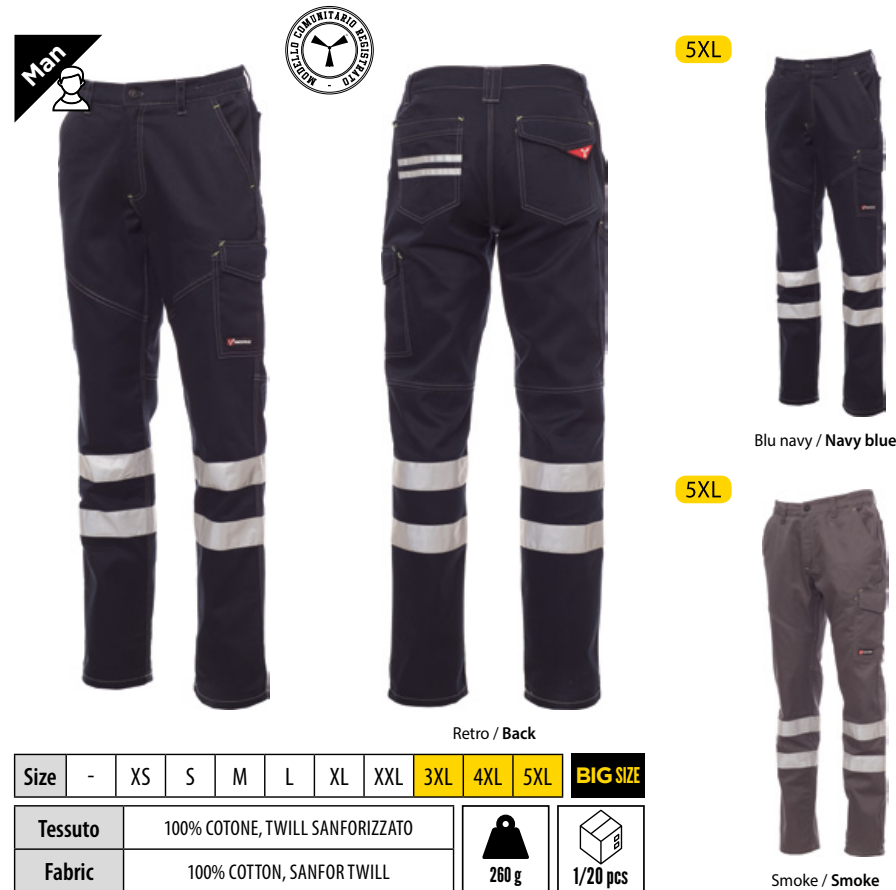 Man
MODELLO COMUNITARIO REGISTRATO -
5XL
Blu navy / Navy blue
5XL
Retro / Back
Smoke / Smoke
Size - XS S M L XL XXL 3XL 4XL 5XL BIG SIZE
Tessuto 100% COTONE, TWILL SANFORIZZATO
Fabric 100% COTTON, SANFOR TWILL
260 g
1/20 pcs